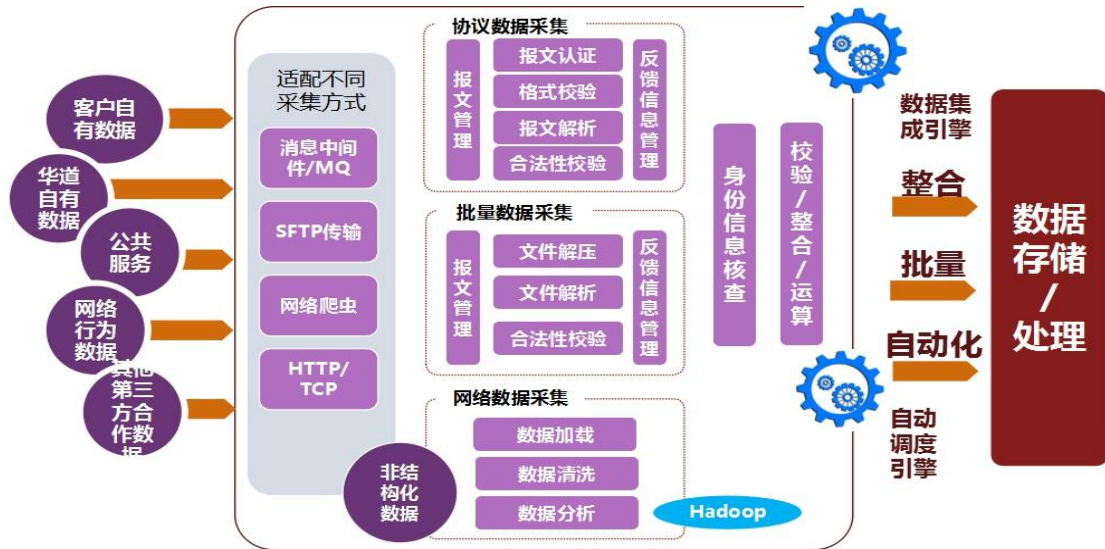 客户自
有数据
华道
自有
数据
公共
服务
网络
行为
数据
其他
第三
方合
作数
据
适配不同
采集方式
消息中间
件/MQ
SFTP传输
网络爬虫
HTTP/
TCP
非结
构化
数据
协议数据采集
报文管理
报文认证
格式校验
报文解析
合法性校验
反馈信息管理
批量数据采集
报文管理
文件解压
文件解析
合法性校验
反馈信息管理
网络数据采集
数据加载
数据清洗
数据分析
Hadoop
身份信息核查
校验/整合/运算
数据集
成引擎
整合
批量
自动化
自动
调度
引擎
数据
存储
/
处理